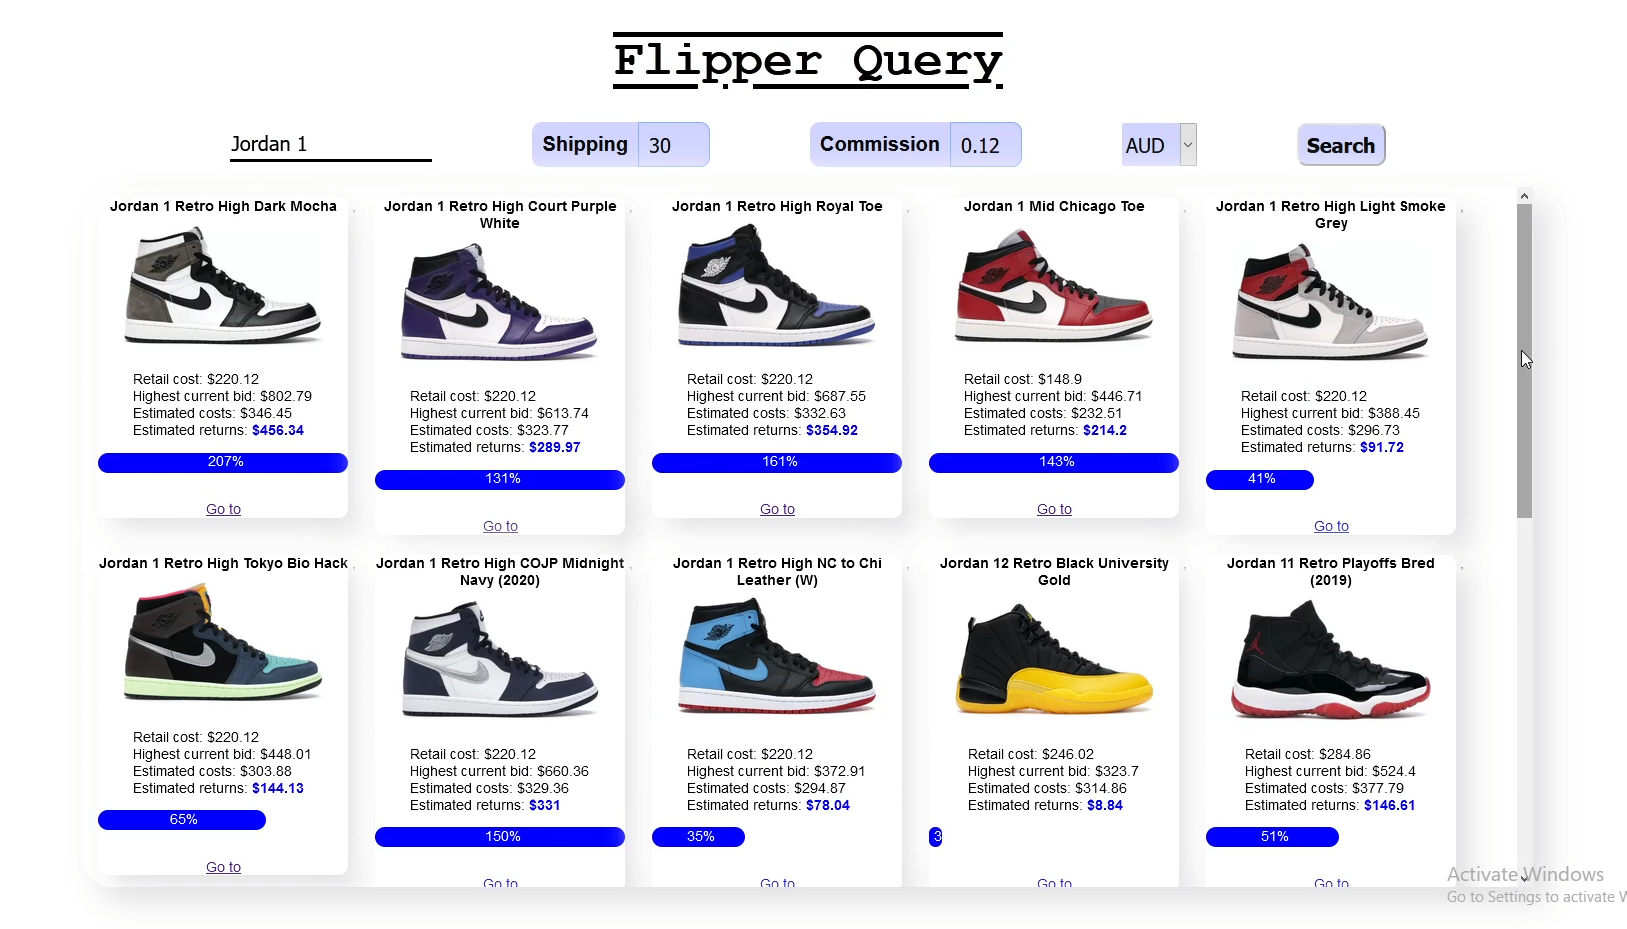 Flipper Query
Jordan 1
Shipping 30
Commission 0.12
AUD
Search
Jordan 1 Retro High Dark Mocha
Retail cost: $220.12
Highest current bid: $802.79
Estimated costs: $346.45
Estimated returns: $456.34
207%
Go to
Jordan 1 Retro High Court Purple
White
Retail cost: $220.12
Highest current bid: $613.74
Estimated costs: $323.77
Estimated returns: $289.97
131%
Go to
Jordan 1 Retro High Royal Toe
Retail cost: $220.12
Highest current bid: $687.55
Estimated costs: $332.63
Estimated returns: $354.92
161%
Go to
Jordan 1 Mid Chicago Toe
Retail cost: $148.9
Highest current bid: $446.71
Estimated costs: $232.51
Estimated returns: $214.2
143%
Go to
Jordan 1 Retro High Light Smoke
Grey
Retail cost: $220.12
Highest current bid: $388.45
Estimated costs: $296.73
Estimated returns: $91.72
41%
Go to
Jordan 1 Retro High Tokyo Bio Hack
Retail cost: $220.12
Highest current bid: $448.01
Estimated costs: $303.88
Estimated returns: $144.13
65%
Go to
Jordan 1 Retro High COJP Midnight
Navy (2020)
Retail cost: $220.12
Highest current bid: $660.36
Estimated costs: $329.36
Estimated returns: $331
150%
Go to
Jordan 1 Retro High NC to Chi
Leather (W)
Retail cost: $220.12
Highest current bid: $372.91
Estimated costs: $294.87
Estimated returns: $78.04
35%
Go to
Jordan 12 Retro Black University
Gold
Retail cost: $246.02
Highest current bid: $323.7
Estimated costs: $314.86
Estimated returns: $8.84
3
Go to
Jordan 11 Retro Playoffs Bred
(2019)
Retail cost: $284.86
Highest current bid: $524.4
Estimated costs: $377.79
Estimated returns: $146.61
51%
Go to
Activate Windows
Go to Settings to activate W